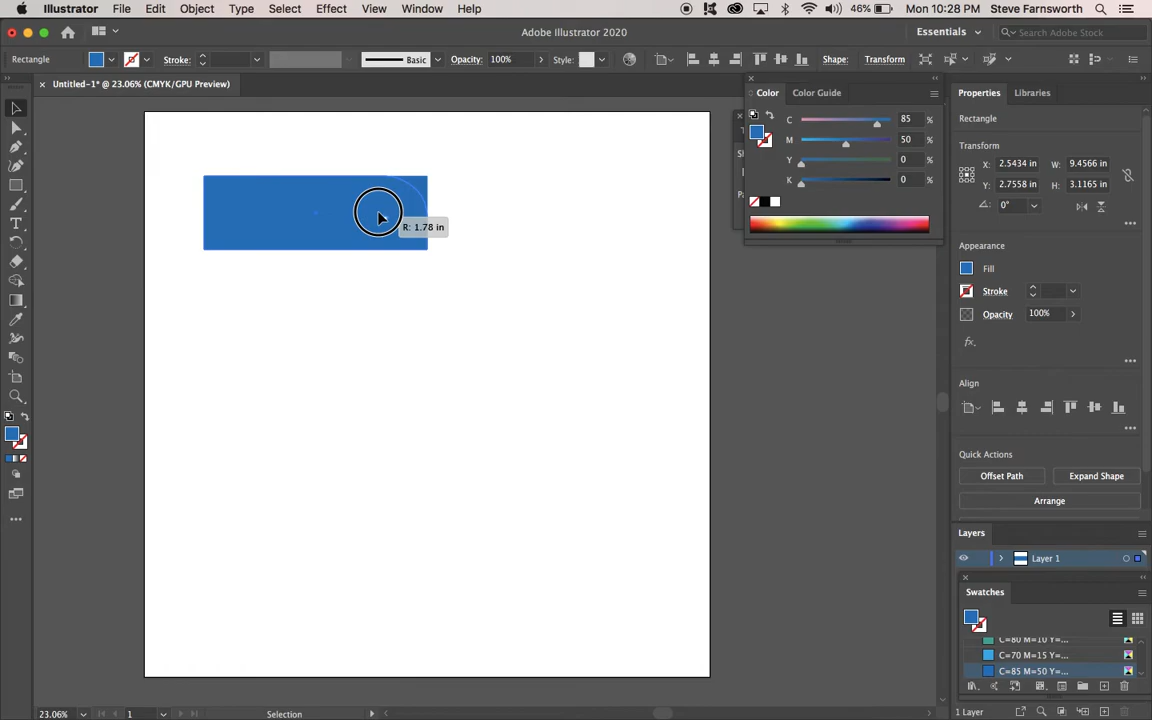 Illustrator File Edit Object Type Select Effect View Window Help 46% Mon 10:28 PM Steve Farnsworth
Adobe Illustrator 2020 Essentials Search Adobe Stock
Rectangle Stroke: Basic Opacity: 100% Style: Shape: Transform
Untitled-1* @ 23.06% (CMYK/GPU Preview)
Color Color Guide
C 85 %
M 50 %
Y 0 %
K 0 %
R: 1.78 in
Properties Libraries
Rectangle
Transform
X: 2.5434 in W: 9.4566 in
Y: 2.7558 in H: 3.1165 in
0°
Appearance
Fill
Stroke
Opacity 100%
fx.
Align
Quick Actions
Offset Path Expand Shape
Arrange
Layers
Layer 1
Swatches
C=80 M=10 Y=...
C=70 M=15 Y=...
C=85 M=50 Y=...
1 Layer
23.06% 1 Selection